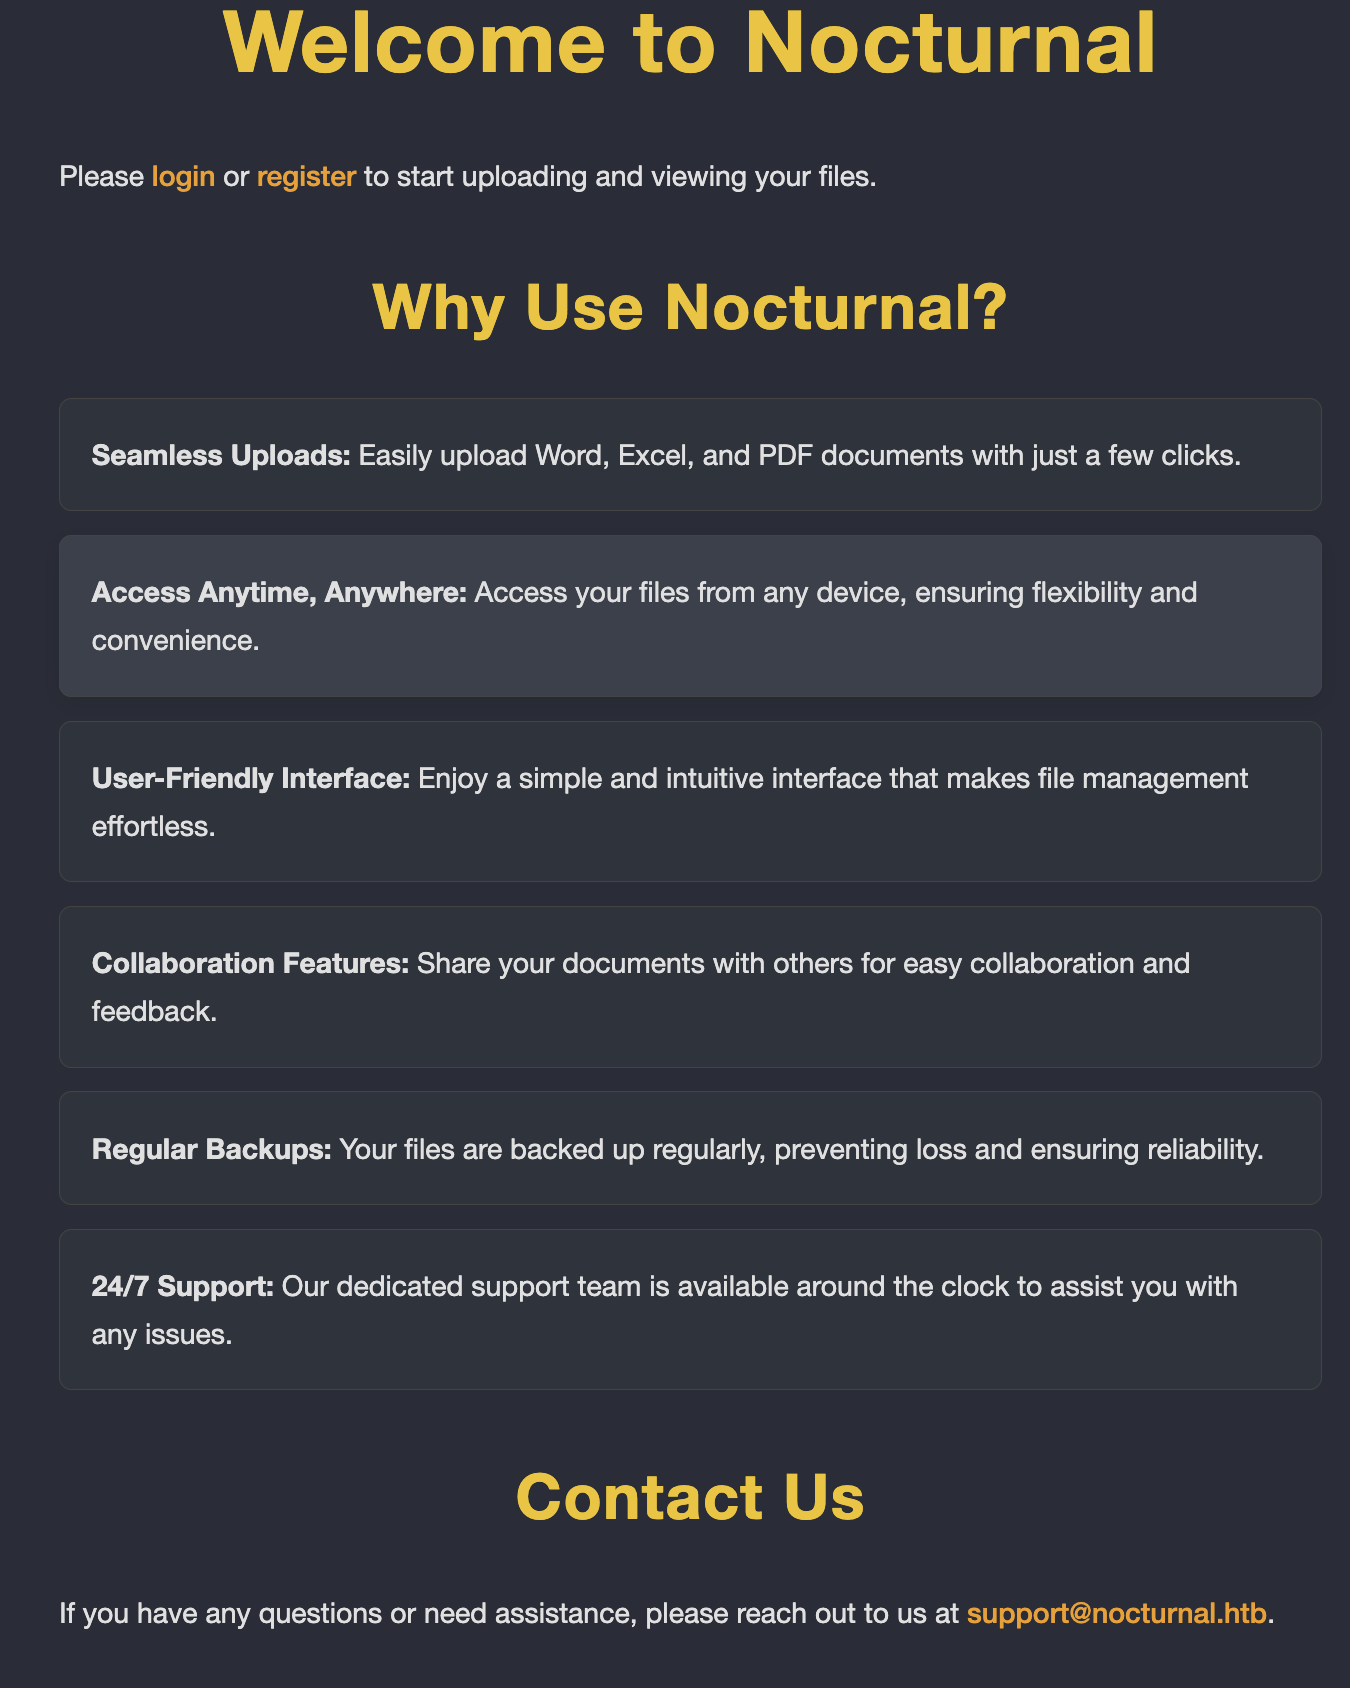 Welcome to Nocturnal
Please login or register to start uploading and viewing your files.
Why Use Nocturnal?
Seamless Uploads: Easily upload Word, Excel, and PDF documents with just a few clicks.
Access Anytime, Anywhere: Access your files from any device, ensuring flexibility and
convenience.
User-Friendly Interface: Enjoy a simple and intuitive interface that makes file management
effortless.
Collaboration Features: Share your documents with others for easy collaboration and
feedback.
Regular Backups: Your files are backed up regularly, preventing loss and ensuring reliability.
24/7 Support: Our dedicated support team is available around the clock to assist you with
any issues.
Contact Us
If you have any questions or need assistance, please reach out to us at support@nocturnal.htb.